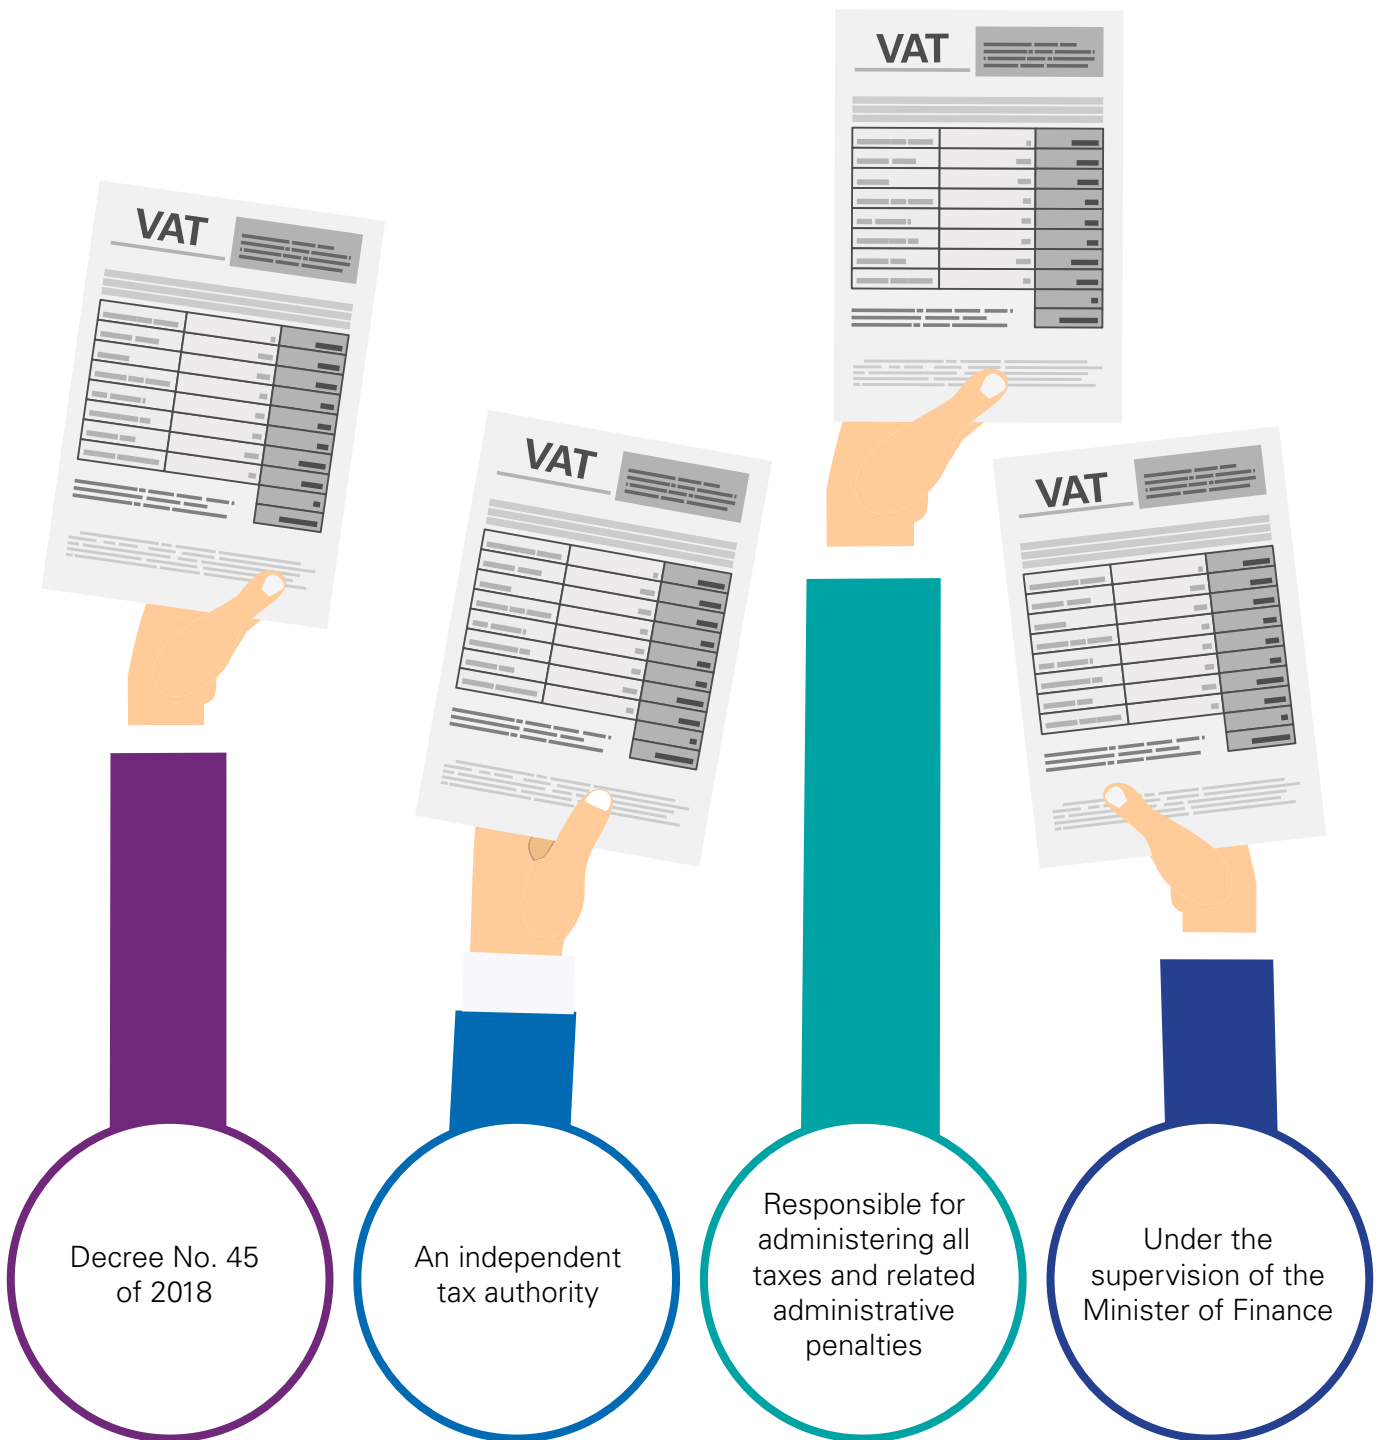 VAT
VAT
VAT
VAT
Decree No. 45
of 2018
An independent
tax authority
Responsible for
administering all
taxes and related
administrative
penalties
Under the
supervision of the
Minister of Finance